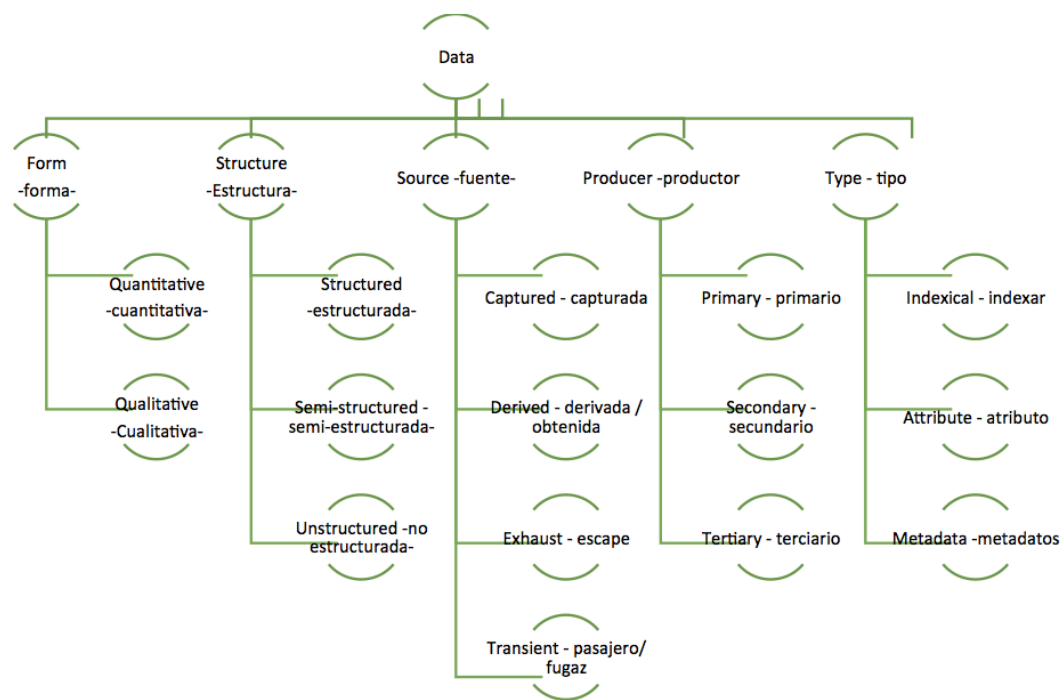 Data
Form
-forma-
Structure
-Estructura-
Source -fuente-
Producer -productor
Type - tipo
Quantitative
-cuantitativa-
Qualitative
-Cualitativa-
Structured
-estructurada-
Semi-structured -
semi-estructurada-
Unstructured -no
estructurada-
Captured - capturada
Derived - derivada /
obtenida
Exhaust - escape
Transient - pasajero/
fugaz
Primary - primario
Secondary -
secundario
Tertiary - terciario
Indexical - indexar
Attribute - atributo
Metadata -metadatos